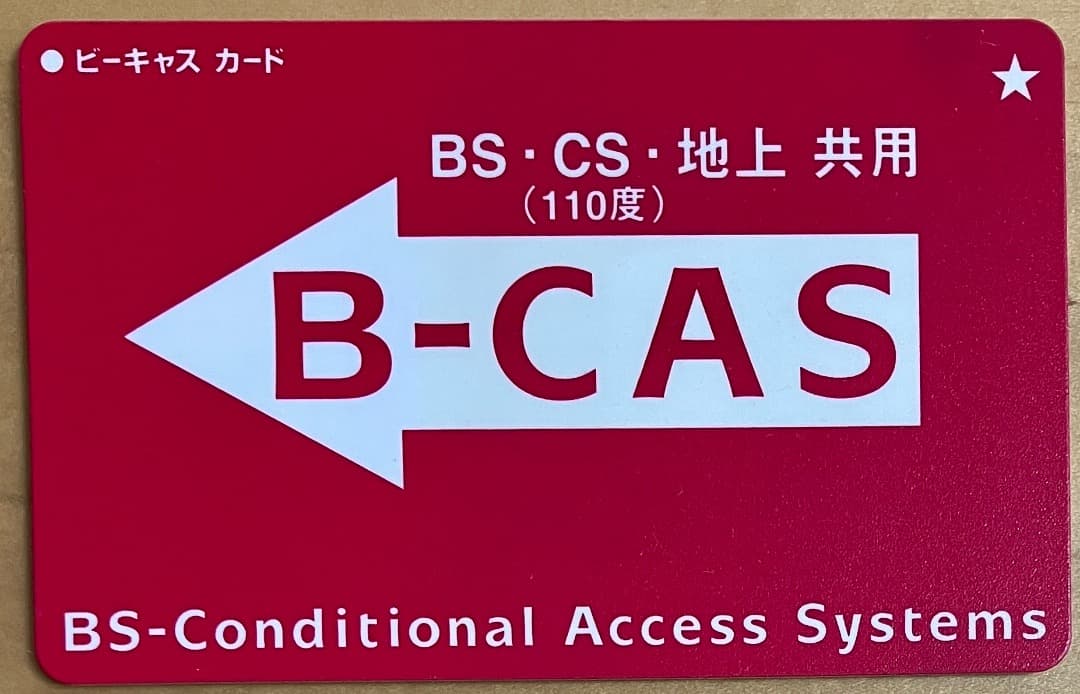 ● ビーキャス カード
★
BS・CS・地上 共用
（110度）
B-CAS
BS-Conditional Access Systems